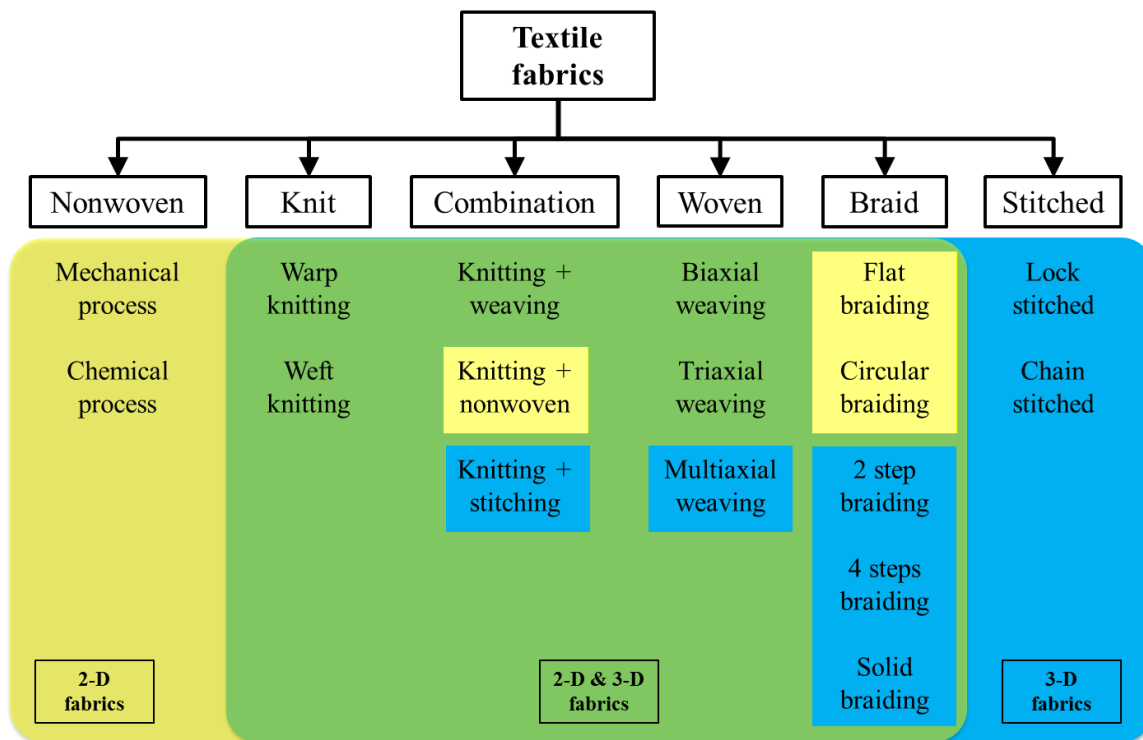 Textile
fabrics
Nonwoven
Knit
Combination
Woven
Braid
Stitched
Mechanical
process
Chemical
process
Warp
knitting
Weft
knitting
Knitting +
weaving
Knitting +
nonwoven
Knitting +
stitching
Biaxial
weaving
Triaxial
weaving
Multiaxial
weaving
Flat
braiding
Circular
braiding
2 step
braiding
4 steps
braiding
Solid
braiding
Lock
stitched
Chain
stitched
2-D
fabrics
2-D & 3-D
fabrics
3-D
fabrics